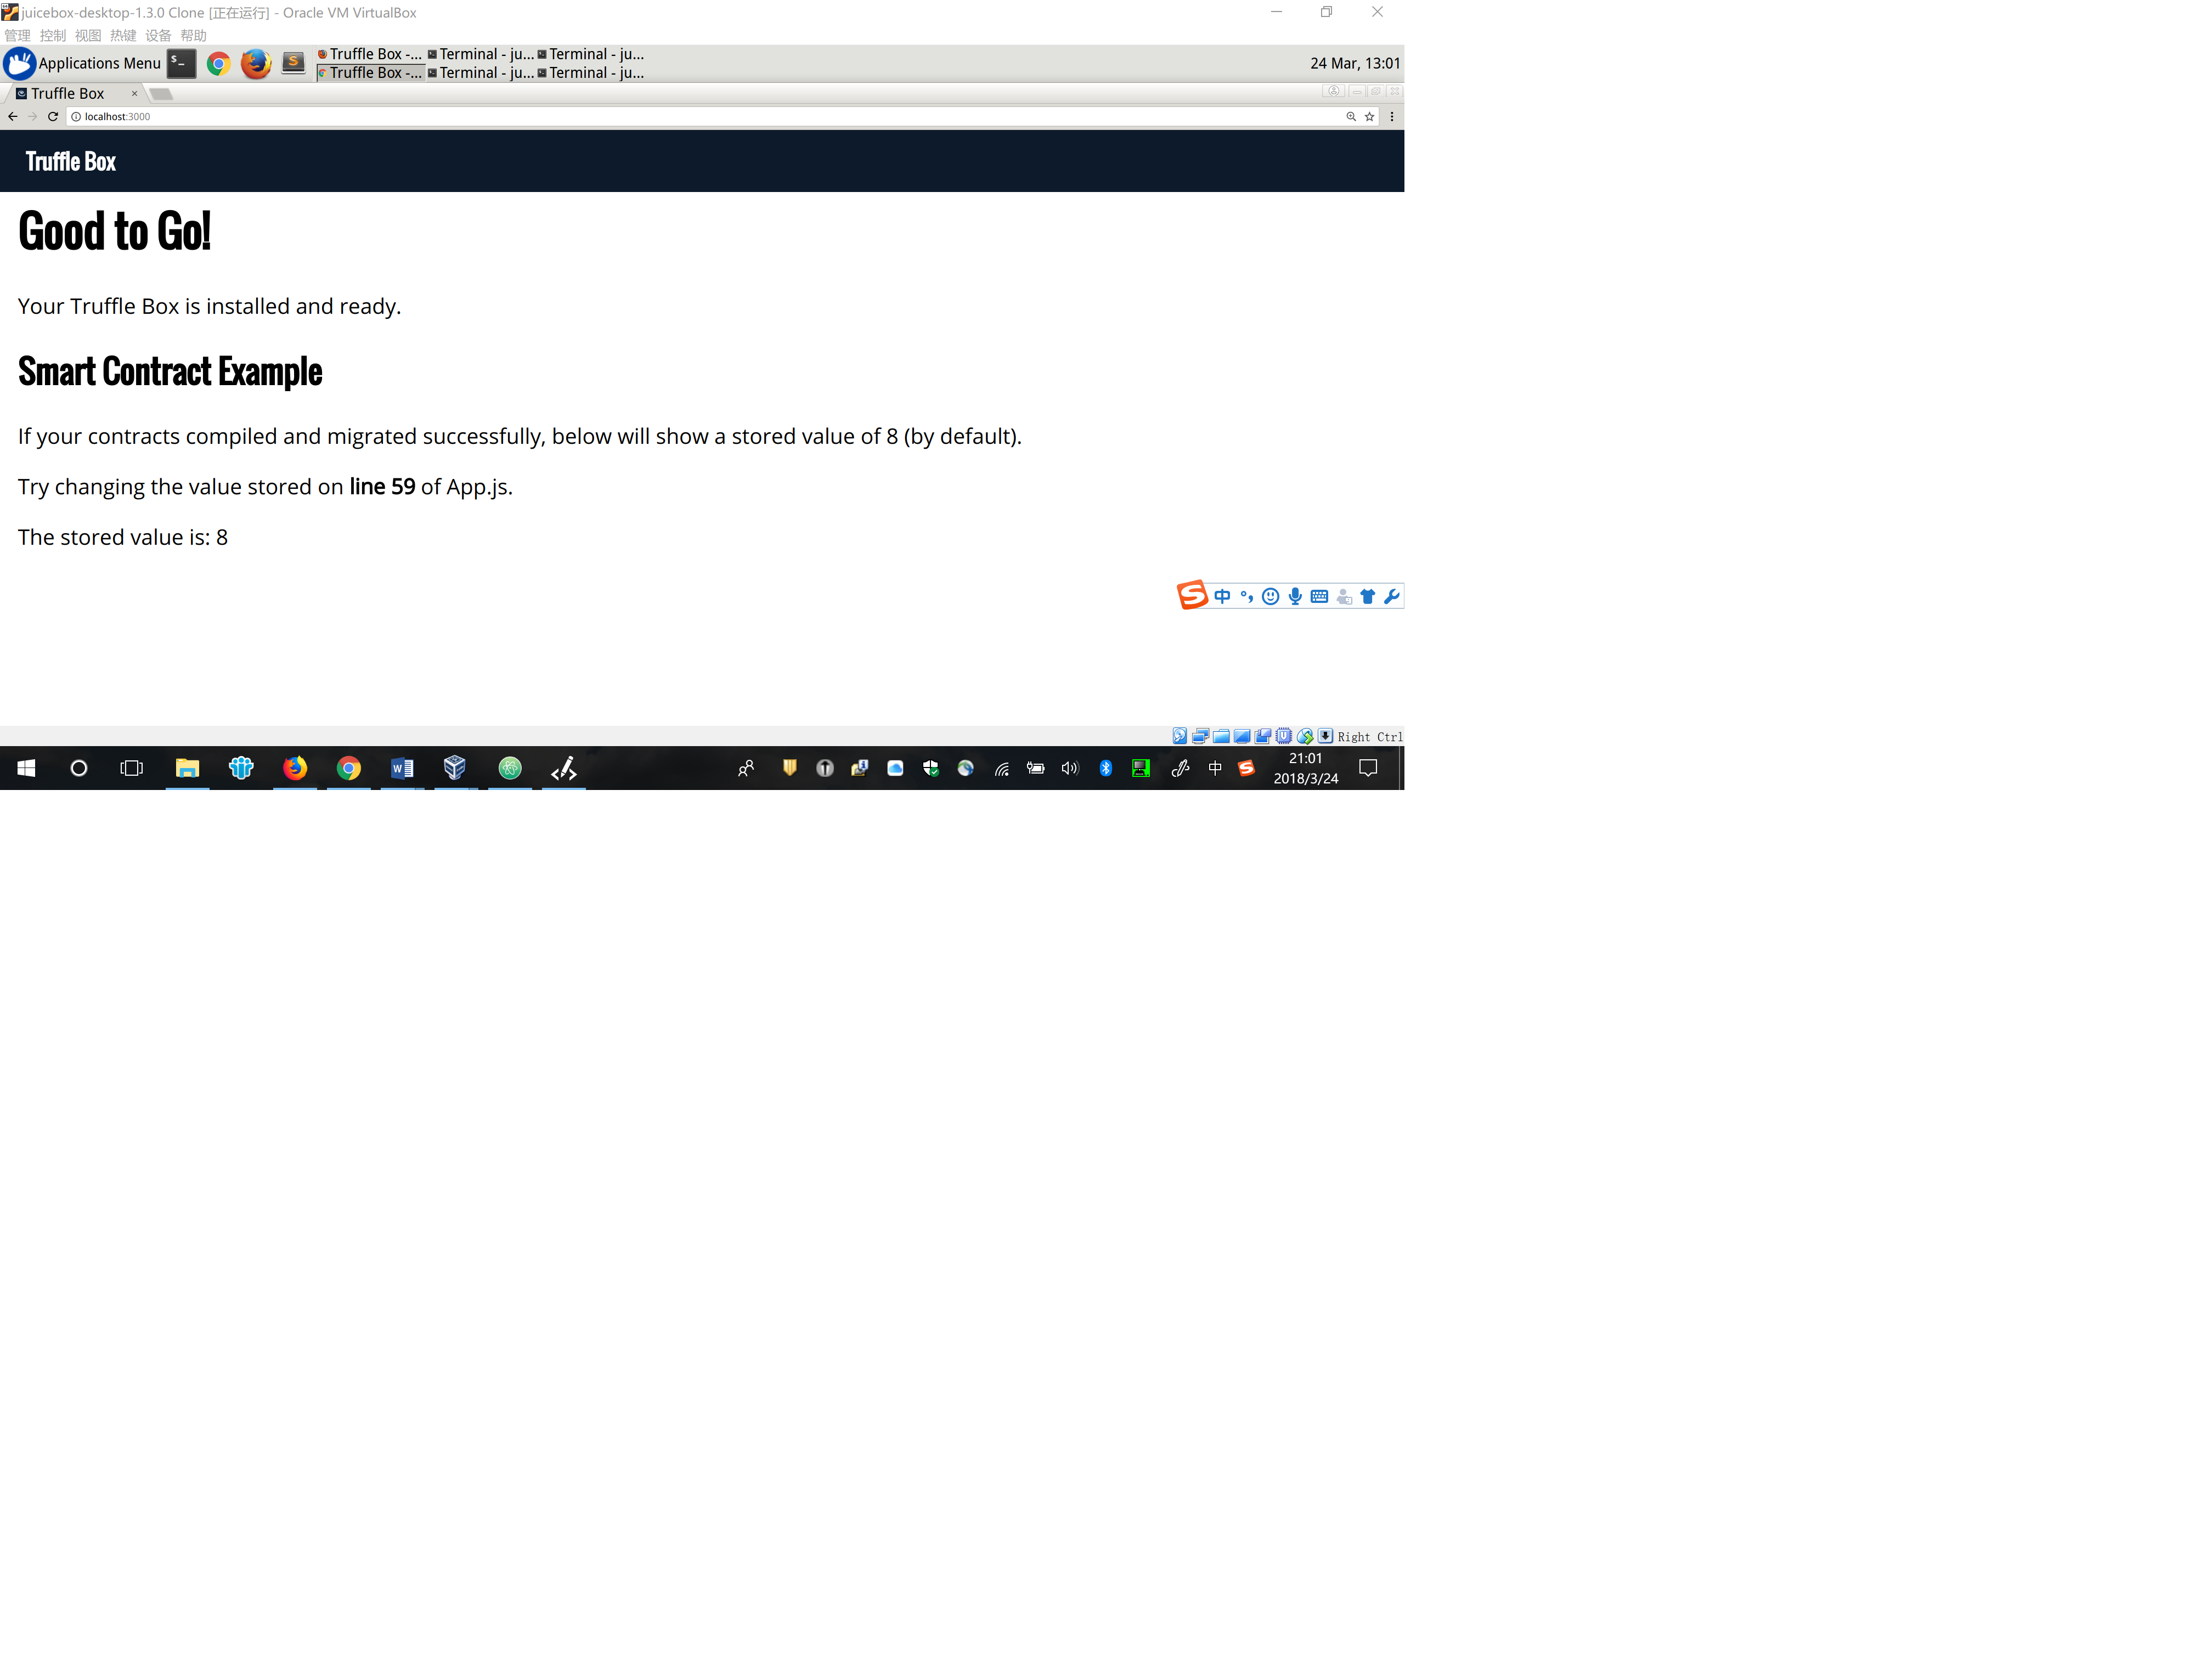 juicebox-desktop-1.3.0 Clone [正在运行] - Oracle VM VirtualBox
管理 控制 视图 热键 设备 帮助
Applications Menu
Truffle Box -... Terminal - ju... Terminal - ju...
Truffle Box -... Terminal - ju... Terminal - ju...
24 Mar, 13:01
Truffle Box
localhost:3000
Truffle Box
Good to Go!
Your Truffle Box is installed and ready.
Smart Contract Example
If your contracts compiled and migrated successfully, below will show a stored value of 8 (by default).
Try changing the value stored on line 59 of App.js.
The stored value is: 8
中
Right Ctrl
中
21:01
2018/3/24